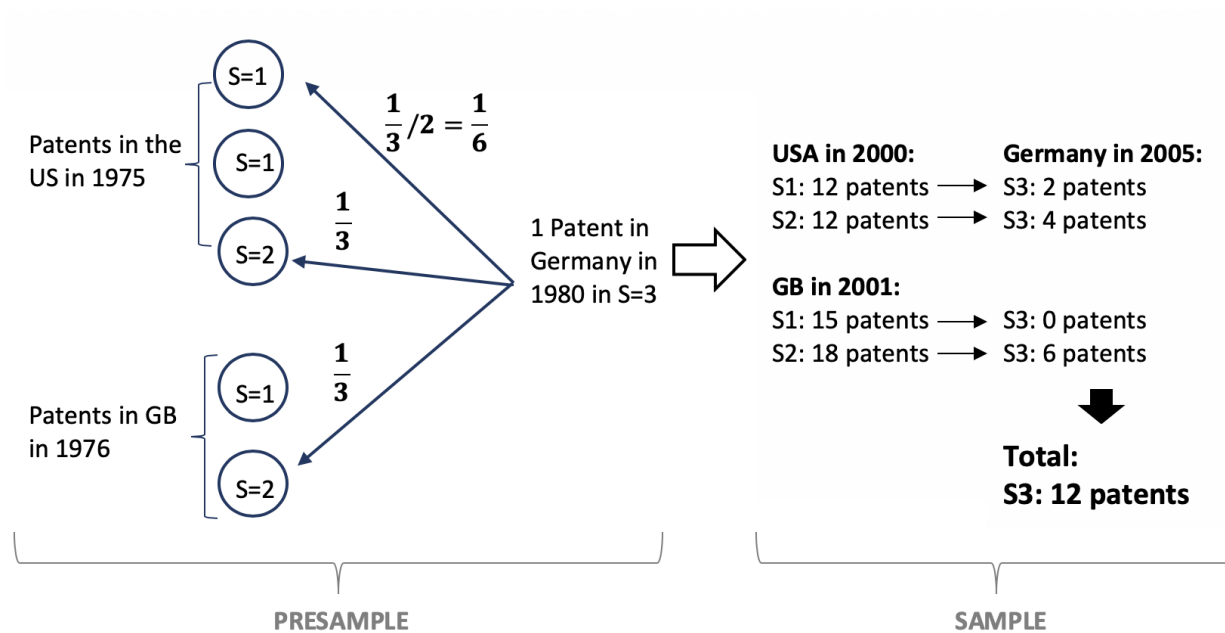 S=1
S=1
S=2
Patents in the
US in 1975
1/3 /2 = 1/6
1/3
1 Patent in
Germany in
1980 in S=3
1/3
S=1
S=2
Patents in GB
in 1976
PRESAMPLE
USA in 2000: Germany in 2005:
S1: 12 patents → S3: 2 patents
S2: 12 patents → S3: 4 patents
GB in 2001:
S1: 15 patents → S3: 0 patents
S2: 18 patents → S3: 6 patents
Total:
S3: 12 patents
SAMPLE